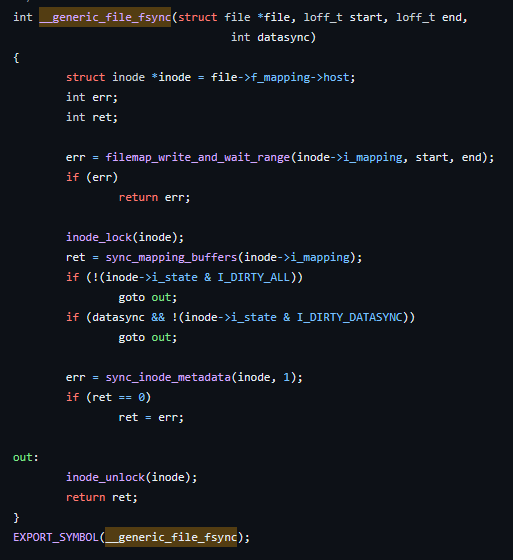 int __generic_file_fsync(struct file *file, loff_t start, loff_t end,
int datasync)
{
struct inode *inode = file->f_mapping->host;
int err;
int ret;
err = filemap_write_and_wait_range(inode->i_mapping, start, end);
if (err)
return err;
inode_lock(inode);
ret = sync_mapping_buffers(inode->i_mapping);
if (!(inode->i_state & I_DIRTY_ALL))
goto out;
if (datasync && !(inode->i_state & I_DIRTY_DATASYNC))
goto out;
err = sync_inode_metadata(inode, 1);
if (ret == 0)
ret = err;
out:
inode_unlock(inode);
return ret;
}
EXPORT_SYMBOL(__generic_file_fsync);